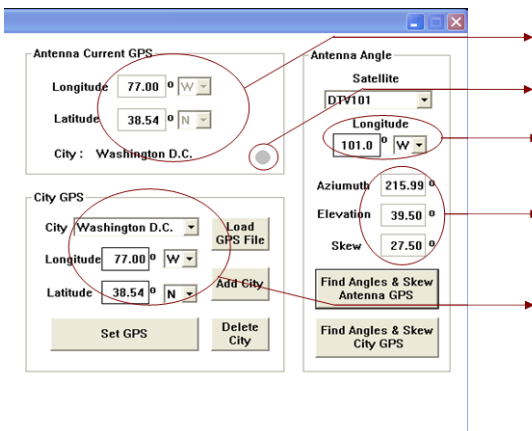 Antenna Current GPS
Longitude 77.00 º W
Latitude 38.54 º N
City : Washington D.C.
City GPS
City Washington D.C.
Load GPS File
Longitude 77.00 º W
Latitude 38.54 º N
Add City
Set GPS
Delete City
Antenna Angle
Satellite
DTV101
Longitude
101.0 º W
Aziumuth 215.99 º
Elevation 39.50 º
Skew 27.50 º
Find Angles & Skew
Antenna GPS
Find Angles & Skew
City GPS